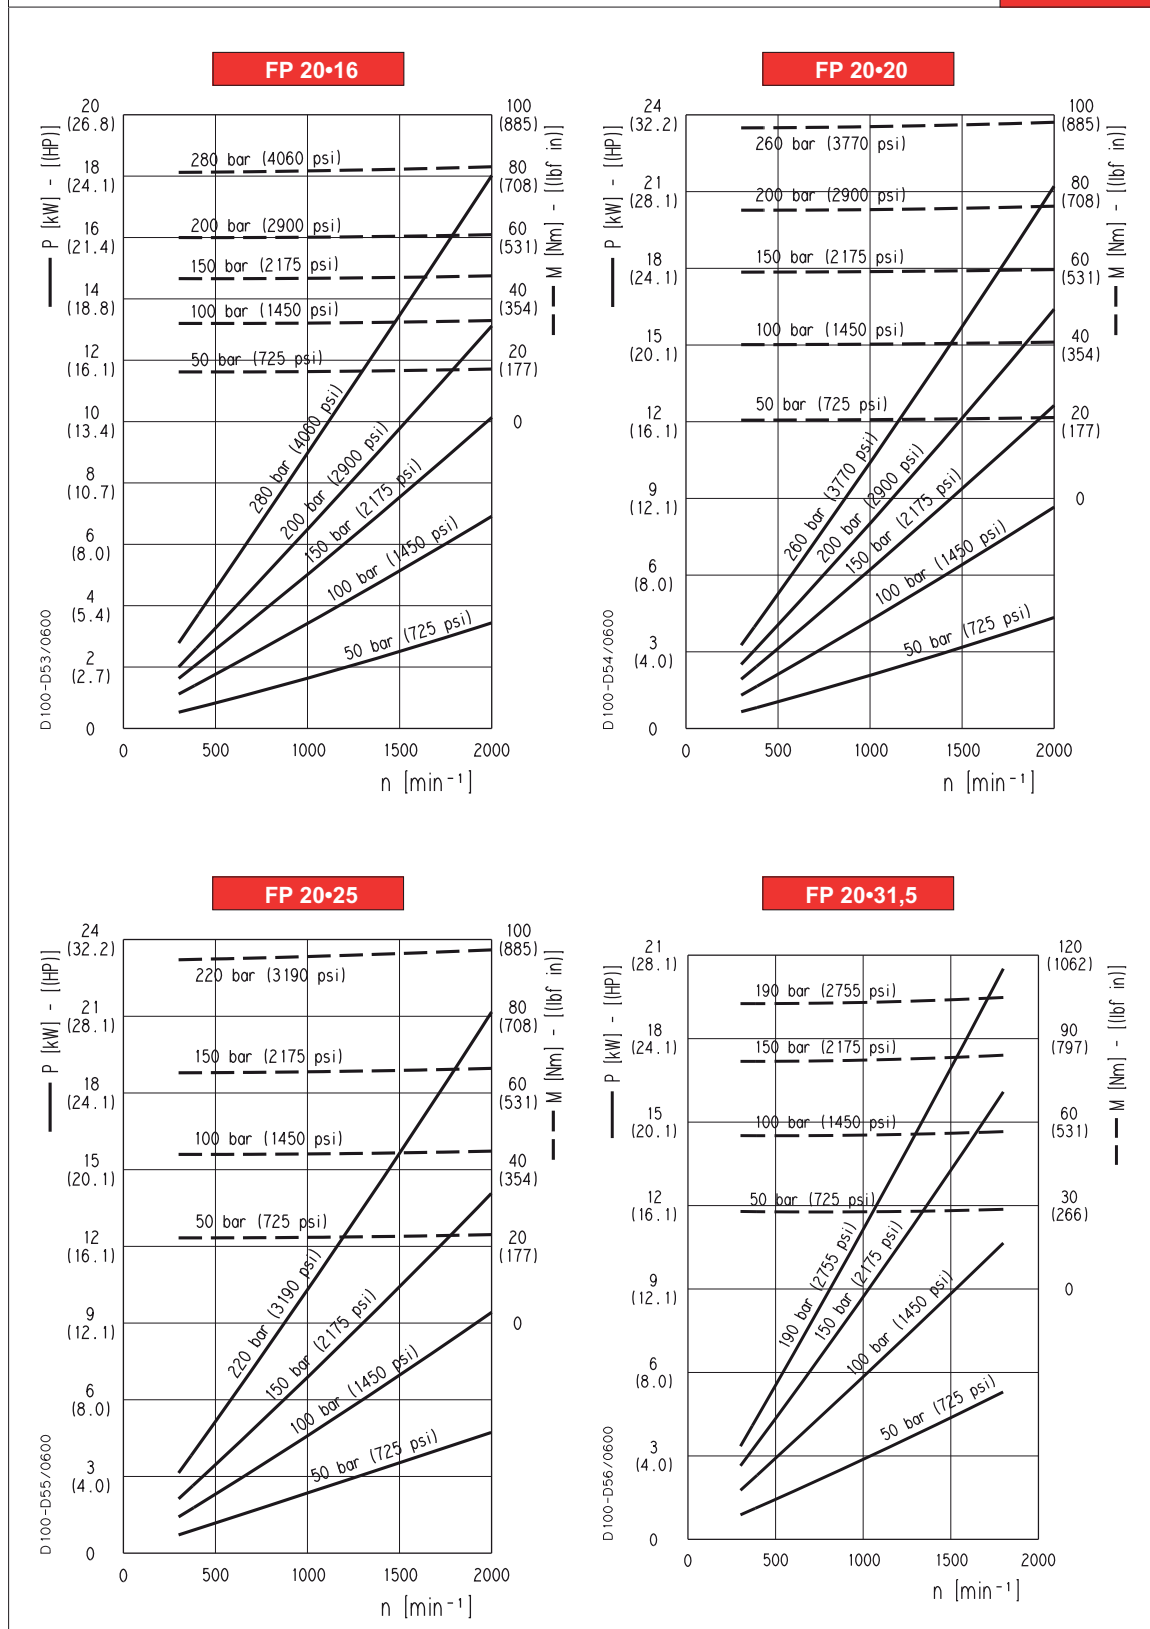 FP 20•16
P [kW] - [(HP)]
20
(26.8)
18
(24.1)
16
(21.4)
14
(18.8)
12
(16.1)
10
(13.4)
8
(10.7)
6
(8.0)
4
(5.4)
2
(2.7)
0
280 bar (4060 psi)
200 bar (2900 psi)
150 bar (2175 psi)
100 bar (1450 psi)
50 bar (725 psi)
280 bar (4060 psi)
200 bar (2900 psi)
150 bar (2175 psi)
100 bar (1450 psi)
50 bar (725 psi)
100
(885)
80
(708)
60
(531)
40
(354)
20
(177)
0
M [Nm] - [(lbf in)]
D100-D53/0600
0 500 1000 1500 2000
n [min⁻¹]
FP 20•20
P [kW] - [(HP)]
24
(32.2)
21
(28.1)
18
(24.1)
15
(20.1)
12
(16.1)
9
(12.1)
6
(8.0)
3
(4.0)
0
260 bar (3770 psi)
200 bar (2900 psi)
150 bar (2175 psi)
100 bar (1450 psi)
50 bar (725 psi)
260 bar (3770 psi)
200 bar (2900 psi)
150 bar (2175 psi)
100 bar (1450 psi)
50 bar (725 psi)
100
(885)
80
(708)
60
(531)
40
(354)
20
(177)
0
M [Nm] - [(lbf in)]
D100-D54/0600
0 500 1000 1500 2000
n [min⁻¹]
FP 20•25
P [kW] - [(HP)]
24
(32.2)
21
(28.1)
18
(24.1)
15
(20.1)
12
(16.1)
9
(12.1)
6
(8.0)
3
(4.0)
0
220 bar (3190 psi)
150 bar (2175 psi)
100 bar (1450 psi)
50 bar (725 psi)
220 bar (3190 psi)
150 bar (2175 psi)
100 bar (1450 psi)
50 bar (725 psi)
100
(885)
80
(708)
60
(531)
40
(354)
20
(177)
0
M [Nm] - [(lbf in)]
D100-D55/0600
0 500 1000 1500 2000
n [min⁻¹]
FP 20•31,5
P [kW] - [(HP)]
21
(28.1)
18
(24.1)
15
(20.1)
12
(16.1)
9
(12.1)
6
(8.0)
3
(4.0)
0
190 bar (2755 psi)
150 bar (2175 psi)
100 bar (1450 psi)
50 bar (725 psi)
190 bar (2755 psi)
150 bar (2175 psi)
100 bar (1450 psi)
50 bar (725 psi)
120
(1062)
90
(797)
60
(531)
30
(266)
0
M [Nm] - [(lbf in)]
D100-D56/0600
0 500 1000 1500 2000
n [min⁻¹]